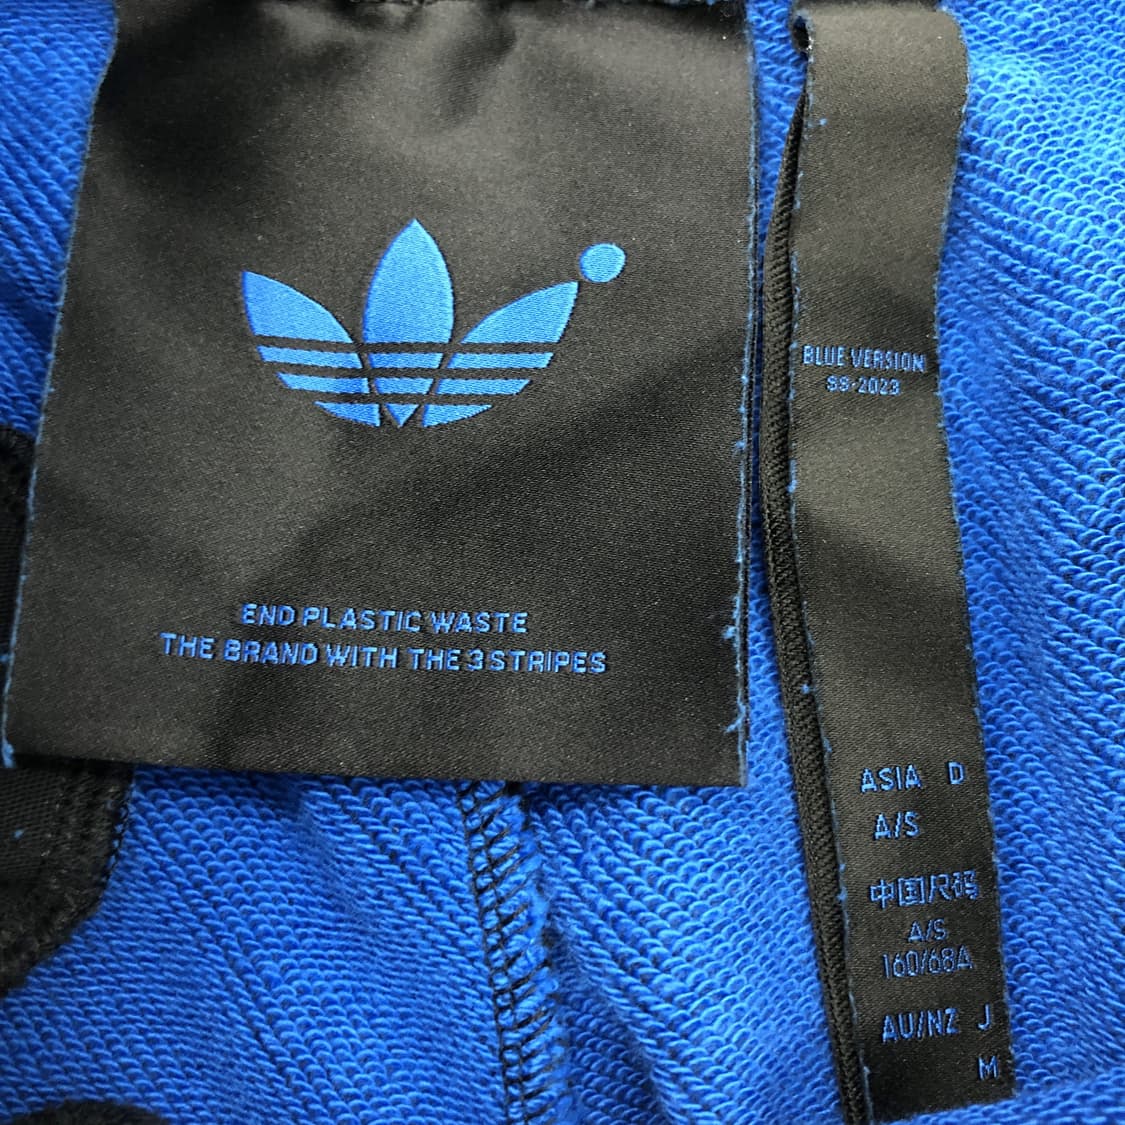 END PLASTIC WASTE
THE BRAND WITH THE 3 STRIPES
BLUE VERSION
SS-2023
ASIA D
A/S
中国尺码
A/S
160/68A
AU/NZ J
M